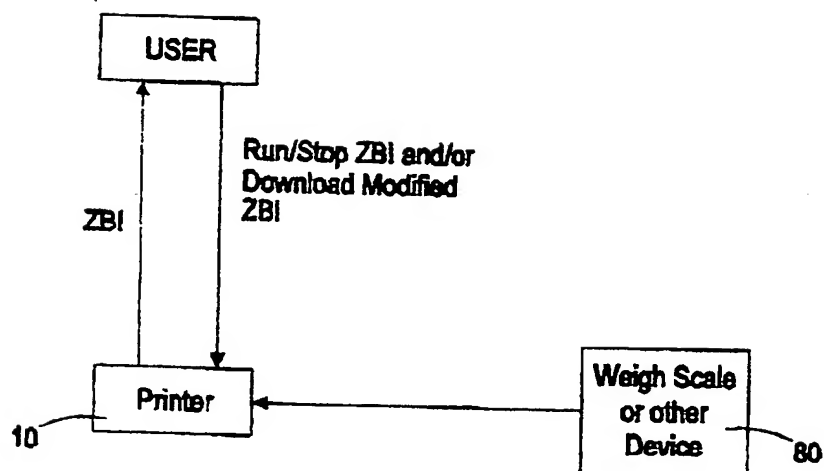 USER
Run/Stop ZBI and/or
Download Modified
ZBI
ZBI
Printer
10
Weigh Scale
or other
Device
80